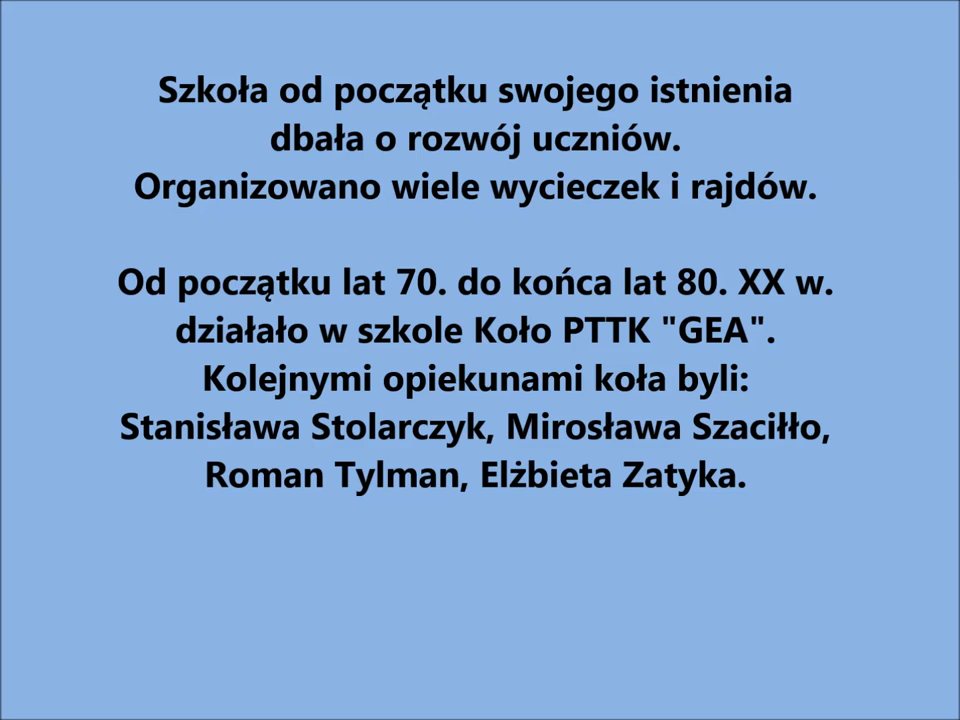 Szkoła od początku swojego istnienia
dbała o rozwój uczniów.
Organizowano wiele wycieczek i rajdów.
Od początku lat 70. do końca lat 80. XX w.
działało w szkole Koło PTTK "GEA".
Kolejnymi opiekunami koła byli:
Stanisława Stolarczyk, Mirosława Szaciłło,
Roman Tylman, Elżbieta Zatyka.